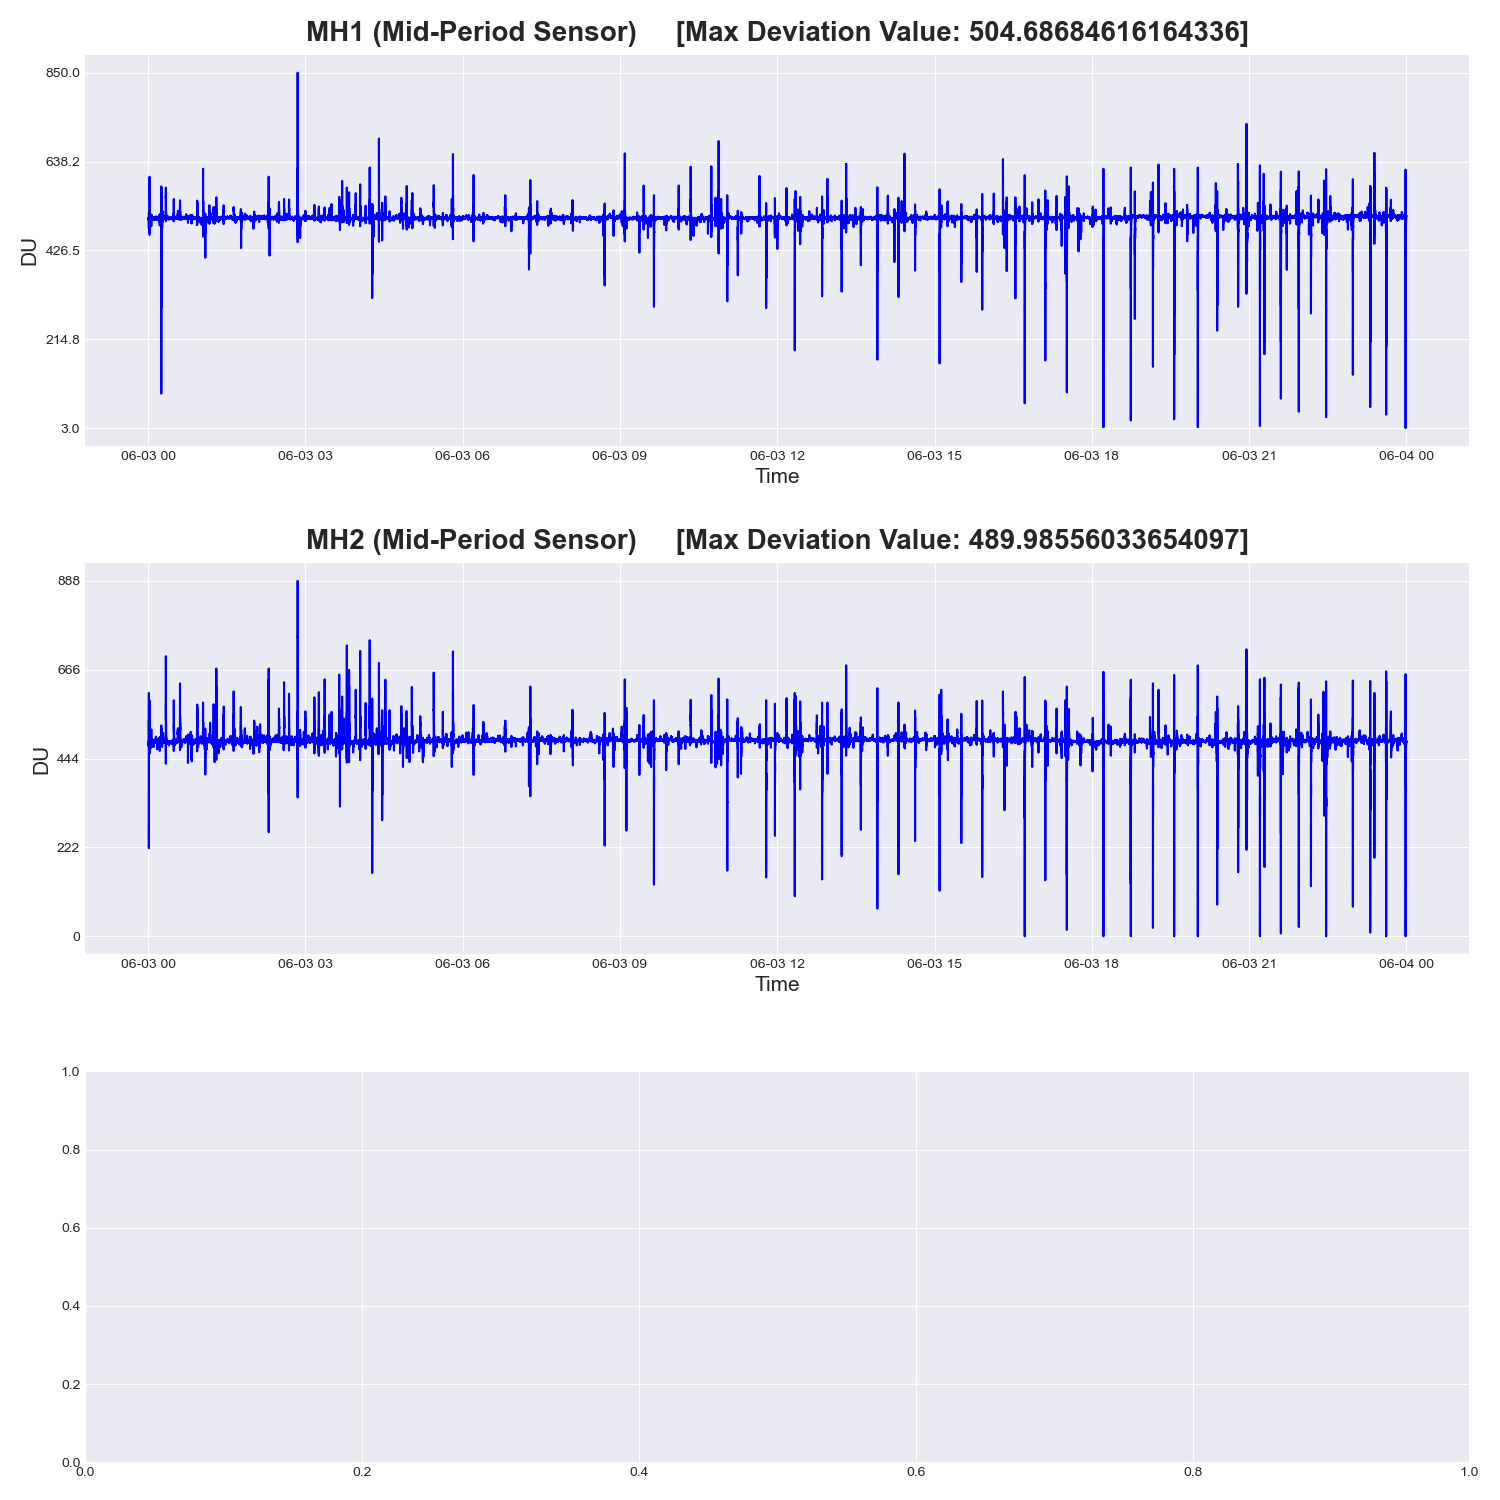 MH1 (Mid-Period Sensor) [Max Deviation Value: 504.68684616164336]
850.0
638.2
426.5
214.8
3.0
DU
06-03 00 06-03 03 06-03 06 06-03 09 06-03 12 06-03 15 06-03 18 06-03 21 06-04 00
Time
MH2 (Mid-Period Sensor) [Max Deviation Value: 489.98556033654097]
888
666
444
222
0
DU
06-03 00 06-03 03 06-03 06 06-03 09 06-03 12 06-03 15 06-03 18 06-03 21 06-04 00
Time
1.0
0.8
0.6
0.4
0.2
0.0
0.0 0.2 0.4 0.6 0.8 1.0